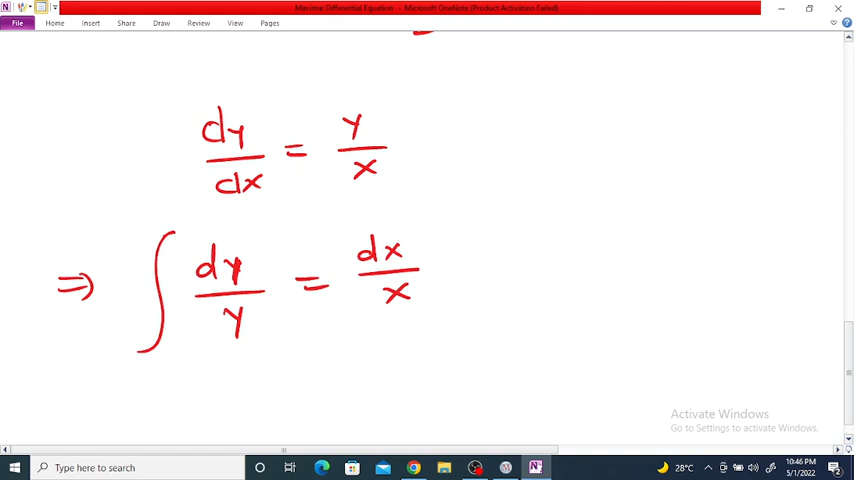 Maxima: Differential Equation - Microsoft OneNote (Product Activation Failed)
File Home Insert Share Draw History Review View Pages
dy/dx = y/x
⇒ ∫ dy/y = dx/x
Activate Windows
Go to Settings to activate Windows.
Type here to search
28°C
10:46 PM
5/1/2022
2